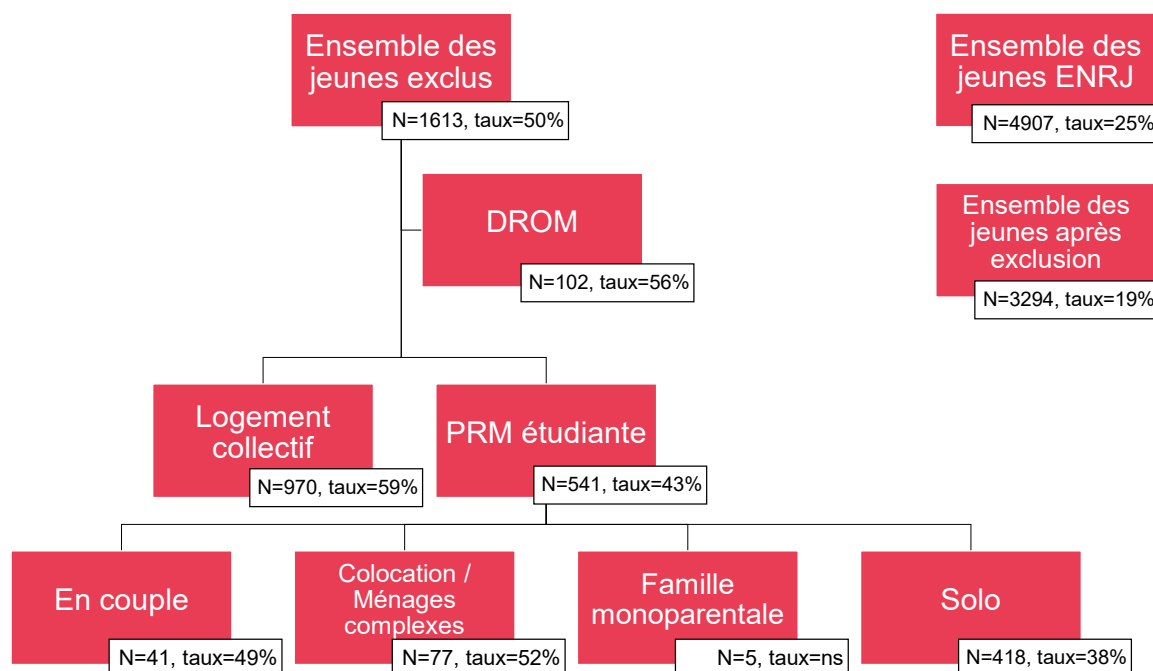 Ensemble des
jeunes exclus
N=1613, taux=50%
Ensemble des
jeunes ENRJ
N=4907, taux=25%
DROM
N=102, taux=56%
Ensemble des
jeunes après
exclusion
N=3294, taux=19%
Logement
collectif
N=970, taux=59%
PRM étudiante
N=541, taux=43%
En couple
N=41, taux=49%
Colocation /
Ménages
complexes
N=77, taux=52%
Famille
monoparentale
N=5, taux=ns
Solo
N=418, taux=38%